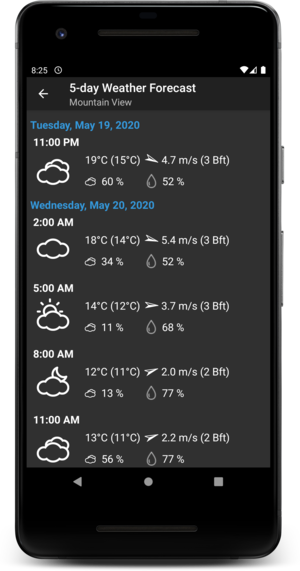 8:25
5-day Weather Forecast
Mountain View
Tuesday, May 19, 2020
11:00 PM
19°C (15°C) 4.7 m/s (3 Bft)
60 % 52 %
Wednesday, May 20, 2020
2:00 AM
18°C (14°C) 5.4 m/s (3 Bft)
34 % 52 %
5:00 AM
14°C (12°C) 3.7 m/s (3 Bft)
11 % 68 %
8:00 AM
12°C (11°C) 2.0 m/s (2 Bft)
13 % 77 %
11:00 AM
13°C (11°C) 2.2 m/s (2 Bft)
56 % 77 %